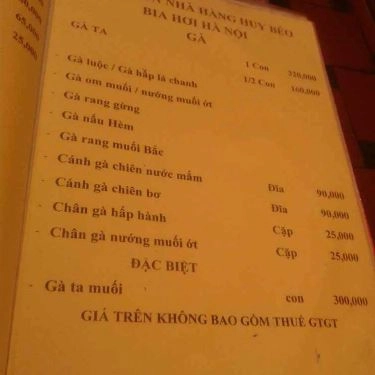 NHÀ HÀNG HUY BÉO
BIA HƠI HÀ NỘI
GÀ TA GÀ
- Gà luộc / Gà hấp lá chanh 1 Con 320,000
- Gà om muối / nướng muối ớt 1/2 Con 160,000
- Gà rang gừng
- Gà nấu Hèm
- Gà rang muối Bắc
- Cánh gà chiên nước mắm Đĩa 90,000
- Cánh gà chiên bơ Đĩa 90,000
- Chân gà hấp hành Cặp 25,000
- Chân gà nướng muối ớt Cặp 25,000
ĐẶC BIỆT
- Gà ta muối con 300,000
GIÁ TRÊN KHÔNG BAO GỒM THUẾ GTGT
65,000
25,000